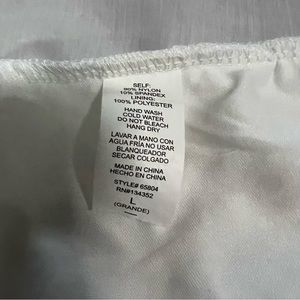 SELF:
90% NYLON
10% SPANDEX
LINING:
100% POLYESTER
HAND WASH
COLD WATER
DO NOT BLEACH
HANG DRY
LAVAR A MANO CON
AGUA FRÍA NO USAR
BLANQUEADOR
SECAR COLGADO
MADE IN CHINA
HECHO EN CHINA
STYLE# 65804
RN#134352
L
(GRANDE)